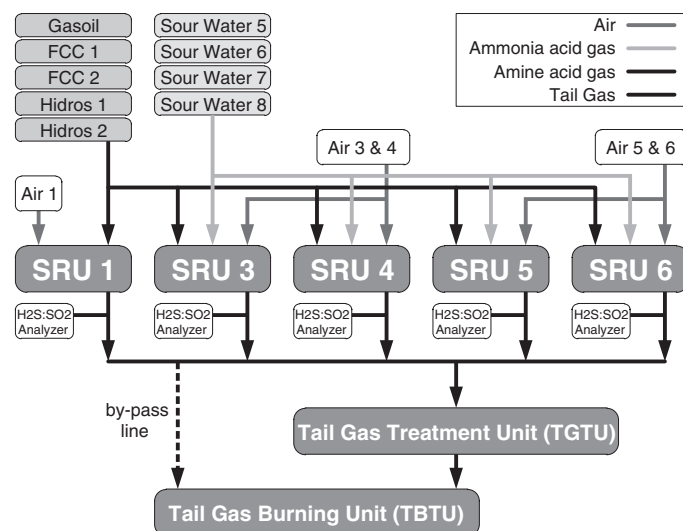 Gasoil
FCC 1
FCC 2
Hidros 1
Hidros 2
Sour Water 5
Sour Water 6
Sour Water 7
Sour Water 8
Air
Ammonia acid gas
Amine acid gas
Tail Gas
Air 1
Air 3 & 4
Air 5 & 6
SRU 1
SRU 3
SRU 4
SRU 5
SRU 6
H2S:SO2
Analyzer
H2S:SO2
Analyzer
H2S:SO2
Analyzer
H2S:SO2
Analyzer
H2S:SO2
Analyzer
by-pass
line
Tail Gas Treatment Unit (TGTU)
Tail Gas Burning Unit (TBTU)